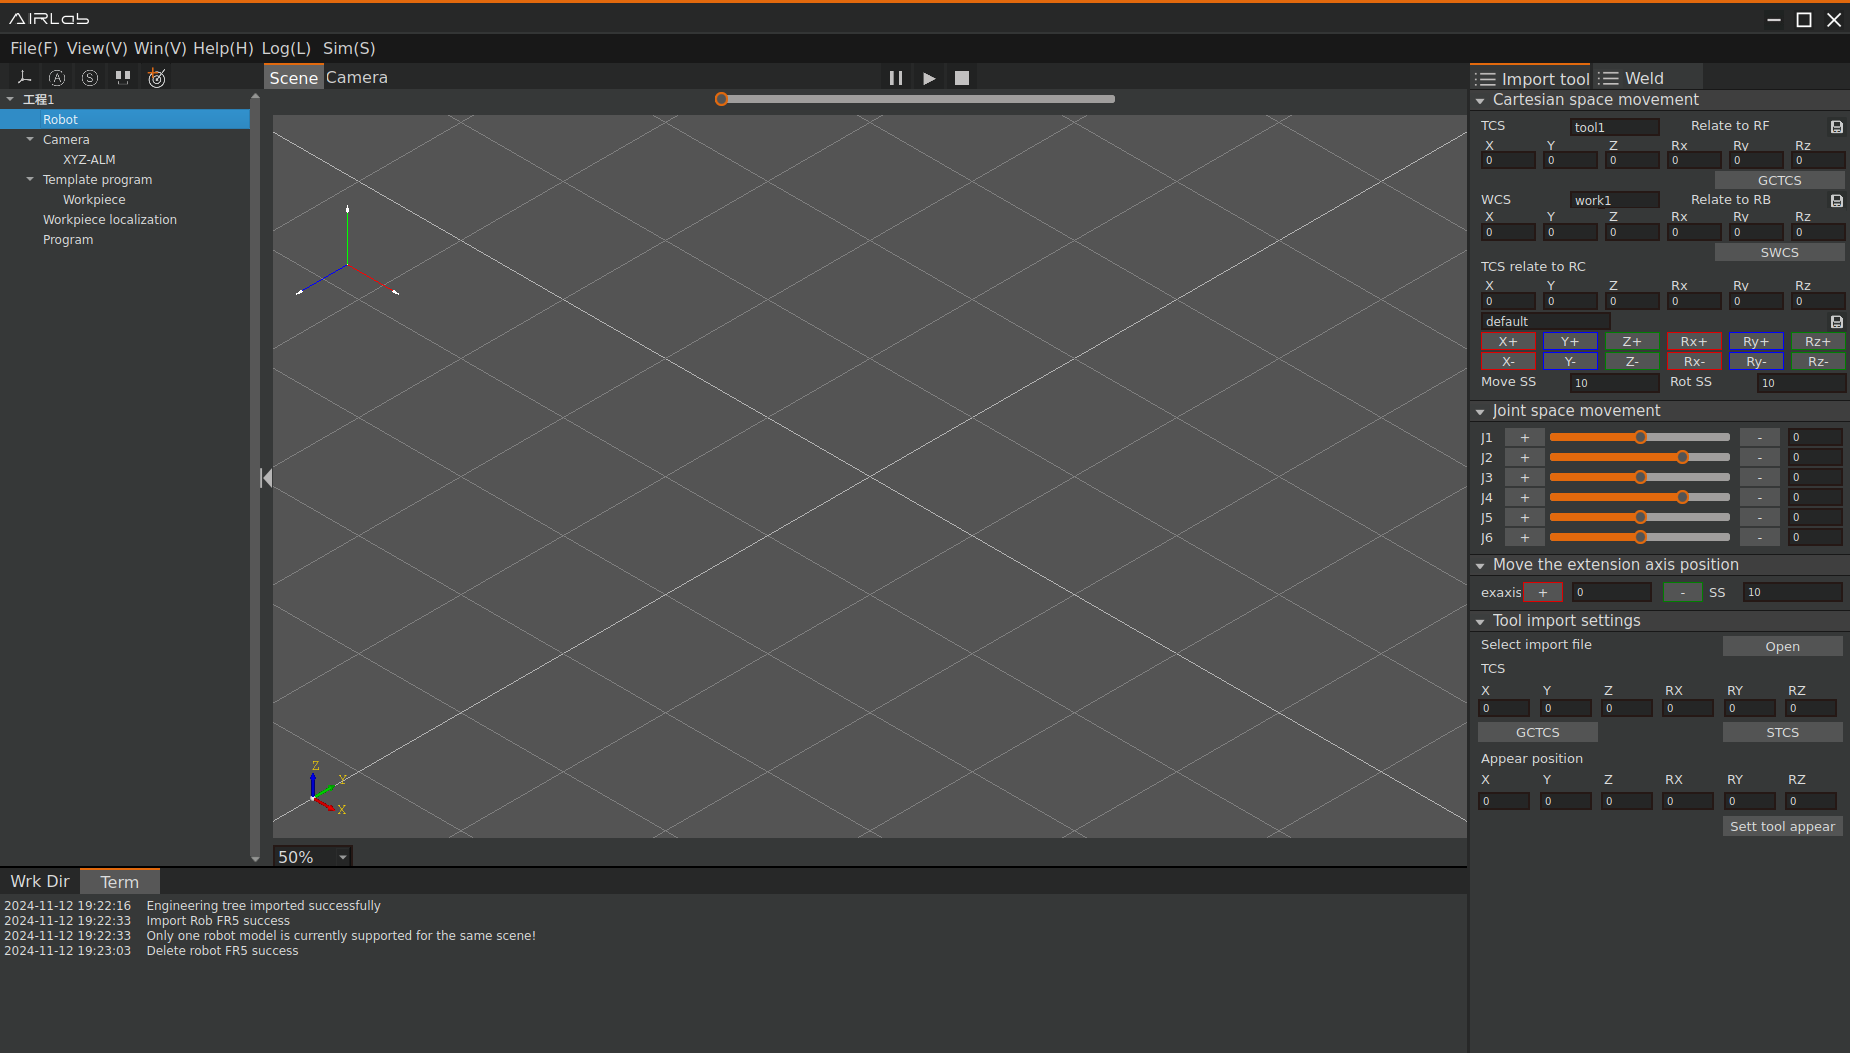 AIRLab
File(F) View(V) Win(V) Help(H) Log(L) Sim(S)
Scene Camera
Import tool Weld
工程1
Robot
Camera
XYZ-ALM
Template program
Workpiece
Workpiece localization
Program
Z
Y
X
50%
Wrk Dir Term
2024-11-12 19:22:16 Engineering tree imported successfully
2024-11-12 19:22:33 Import Rob FR5 success
2024-11-12 19:22:33 Only one robot model is currently supported for the same scene!
2024-11-12 19:23:03 Delete robot FR5 success
Cartesian space movement
TCS tool1 Relate to RF
X Y Z Rx Ry Rz
0 0 0 0 0 0
GCTCS
WCS work1 Relate to RB
X Y Z Rx Ry Rz
0 0 0 0 0 0
SWCS
TCS relate to RC
X Y Z Rx Ry Rz
0 0 0 0 0 0
default
X+ Y+ Z+ Rx+ Ry+ Rz+
X- Y- Z- Rx- Ry- Rz-
Move SS 10 Rot SS 10
Joint space movement
J1 + - 0
J2 + - 0
J3 + - 0
J4 + - 0
J5 + - 0
J6 + - 0
Move the extension axis position
exaxis + 0 - SS 10
Tool import settings
Select import file Open
TCS
X Y Z RX RY RZ
0 0 0 0 0 0
GCTCS STCS
Appear position
X Y Z RX RY RZ
0 0 0 0 0 0
Sett tool appear